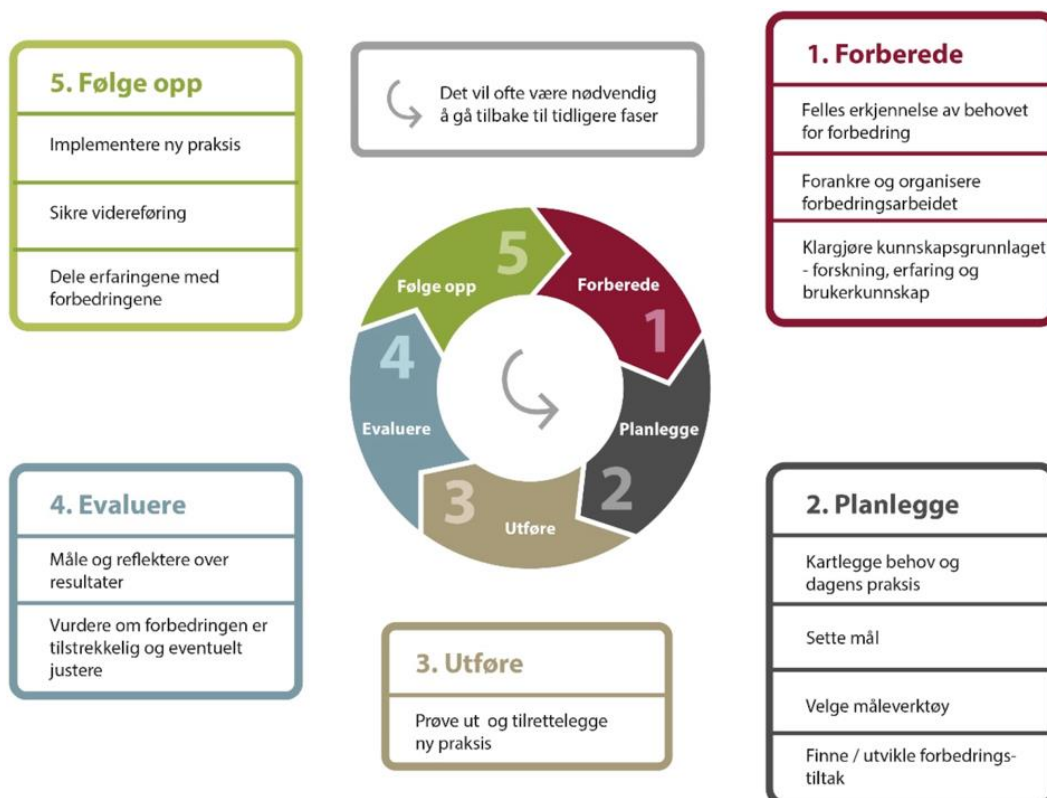 5. Følge opp
Implementere ny praksis
Sikre videreføring
Dele erfaringene med
forbedringene
Det vil ofte være nødvendig
å gå tilbake til tidligere faser
1. Forberede
Felles erkjennelse av behovet
for forbedring
Forankre og organisere
forbedringsarbeidet
Klargjøre kunnskapsgrunnlaget
- forskning, erfaring og
brukerkunnskap
5
Følge opp
Forberede
1
4
Evaluere
Planlegge
2
3
Utføre
4. Evaluere
Måle og reflektere over
resultater
Vurdere om forbedringen er
tilstrekkelig og eventuelt
justere
3. Utføre
Prøve ut og tilrettelegge
ny praksis
2. Planlegge
Kartlegge behov og
dagens praksis
Sette mål
Velge måleverktøy
Finne / utvikle forbedrings-
tiltak